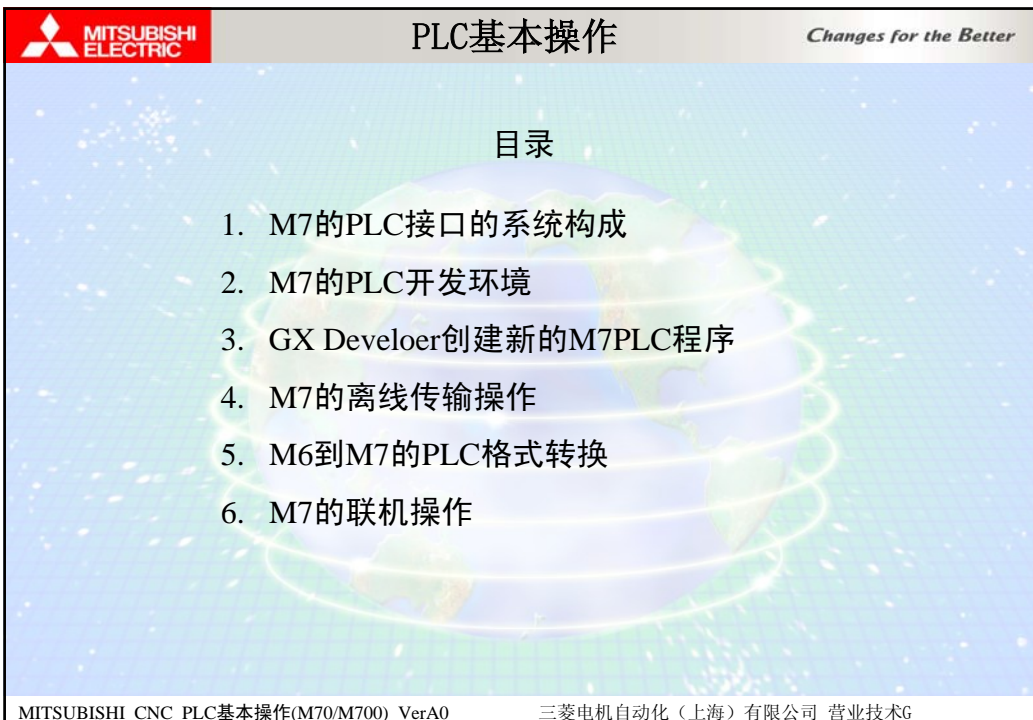 MITSUBISHI
ELECTRIC
PLC基本操作
Changes for the Better
目录
1. M7的PLC接口的系统构成
2. M7的PLC开发环境
3. GX Develoer创建新的M7PLC程序
4. M7的离线传输操作
5. M6到M7的PLC格式转换
6. M7的联机操作
MITSUBISHI CNC PLC基本操作(M70/M700) VerA0 三菱电机自动化（上海）有限公司 营业技术G